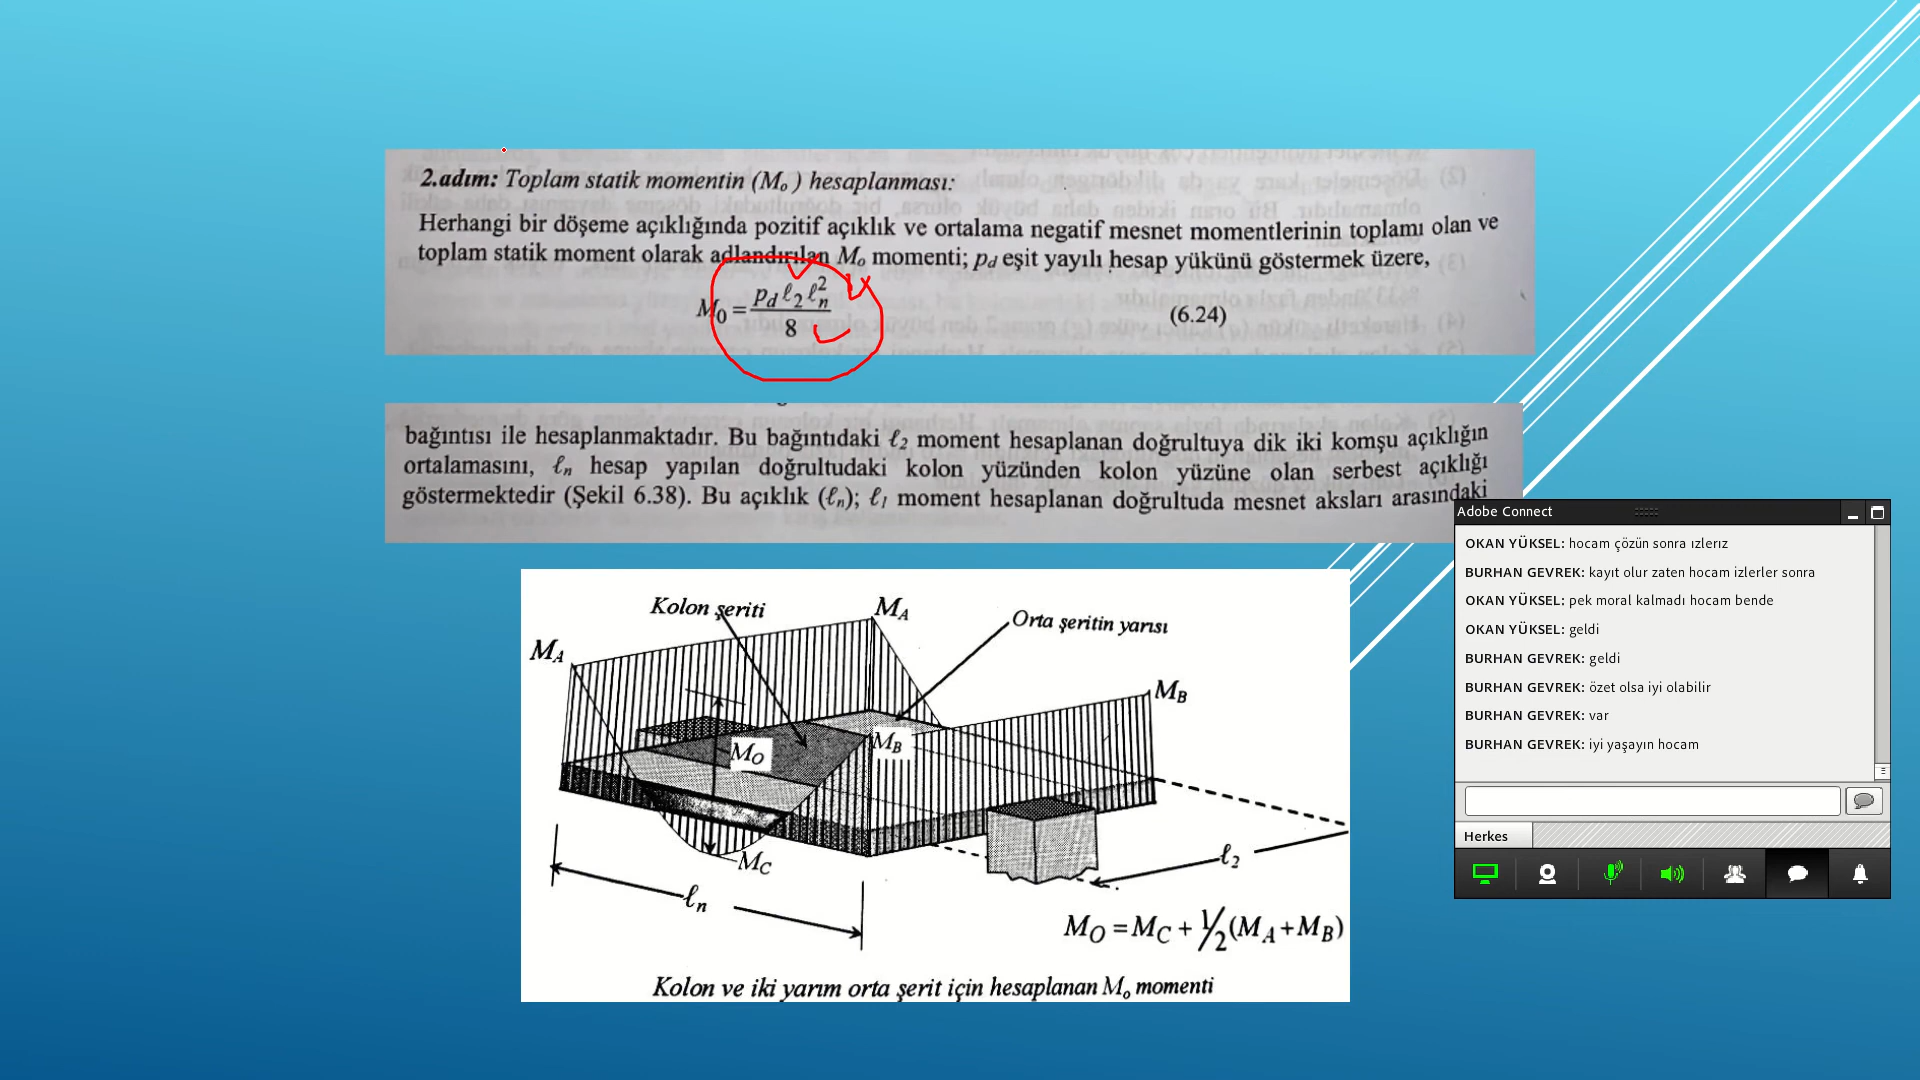 2.adım: Toplam statik momentin (Mₒ) hesaplanması:
Herhangi bir döşeme açıklığında pozitif açıklık ve ortalama negatif mesnet momentlerinin toplamı olan ve
toplam statik moment olarak adlandırılan Mₒ momenti; p_d eşit yayılı hesap yükünü göstermek üzere,
M₀ = p_d ℓ₂ ℓₙ² / 8 (6.24)
bağıntısı ile hesaplanmaktadır. Bu bağıntıdaki ℓ₂ moment hesaplanan doğrultuya dik iki komşu açıklığın
ortalamasını, ℓₙ hesap yapılan doğrultudaki kolon yüzünden kolon yüzüne olan serbest açıklığı
göstermektedir (Şekil 6.38). Bu açıklık (ℓₙ); ℓ₁ moment hesaplanan doğrultuda mesnet aksları arasındaki
Kolon şeriti
M_A
Orta şeritin yarısı
M_A
M_B
M_B
M_O
M_C
ℓ₂
ℓₙ
M_O = M_C + 1/2 (M_A + M_B)
Kolon ve iki yarım orta şerit için hesaplanan Mₒ momenti
Adobe Connect
OKAN YÜKSEL: hocam çözün sonra ızlerız
BURHAN GEVREK: kayıt olur zaten hocam izlerler sonra
OKAN YÜKSEL: pek moral kalmadı hocam bende
OKAN YÜKSEL: geldi
BURHAN GEVREK: geldi
BURHAN GEVREK: özet olsa iyi olabilir
BURHAN GEVREK: var
BURHAN GEVREK: iyi yaşayın hocam
Herkes